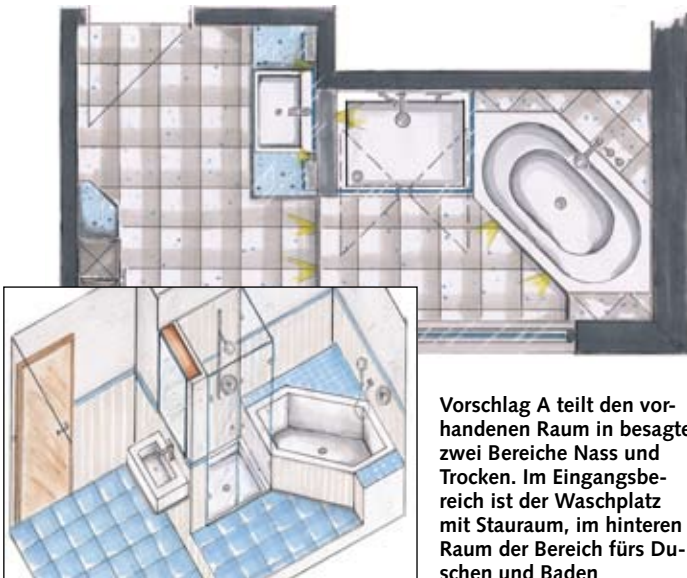 Vorschlag A teilt den vor-
handenen Raum in besagte
zwei Bereiche Nass und
Trocken. Im Eingangsbe-
reich ist der Waschplatz
mit Stauraum, im hinteren
Raum der Bereich fürs Du-
schen und Baden